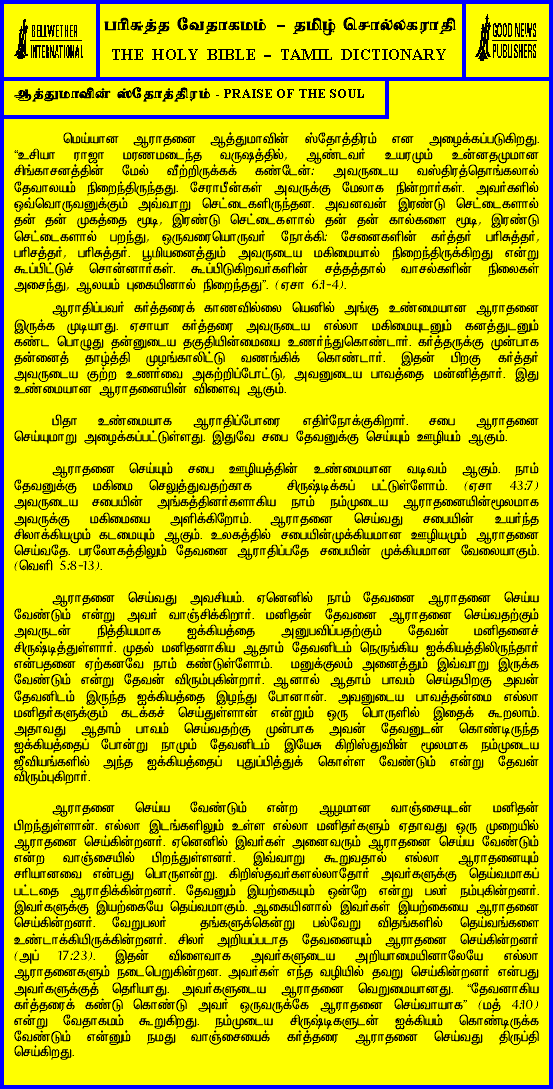 BELLWETHER
INTERNATIONAL
பரிசுத்த வேதாகமம் – தமிழ் சொல்லகராதி
THE HOLY BIBLE – TAMIL DICTIONARY
GOOD NEWS
PUBLISHERS
ஆத்துமாவின் ஸ்தோத்திரம் - PRAISE OF THE SOUL
மெய்யான ஆராதனை ஆத்துமாவின் ஸ்தோத்திரம் என அழைக்கப்படுகிறது.
“உசியா ராஜா மரணமடைந்த வருஷத்தில், ஆண்டவர் உயரமும் உன்னதமுமான
சிங்காசனத்தின் மேல் வீற்றிருக்கக் கண்டேன்; அவருடைய வஸ்திரத்தொங்கலால்
தேவாலயம் நிறைந்திருந்தது. சேராபீன்கள் அவருக்கு மேலாக நின்றார்கள். அவர்களில்
ஒவ்வொருவனுக்கும் அவ்வாறு செட்டைகளிருந்தன. அவனவன் இரண்டு செட்டைகளால்
தன் தன் முகத்தை மூடி, இரண்டு செட்டைகளால் தன் தன் கால்களை மூடி, இரண்டு
செட்டைகளால் பறந்து, ஒருவரையொருவர் நோக்கி; சேனைகளின் கர்த்தர் பரிசுத்தர்,
பரிசத்தர், பரிசுத்தர். பூமியனைத்தும் அவருடைய மகிமையால் நிறைந்திருக்கிறது என்று
கூப்பிட்டுச் சொன்னார்கள். கூப்பிடுகிறவர்களின் சத்தத்தால் வாசல்களின் நிலைகள்
அசைந்து, ஆலயம் புகையினால் நிறைந்தது”. (ஏசா 6:1-4).
ஆராதிப்பவர் கர்த்தரைக் காணவில்லை யெனில் அங்கு உண்மையான ஆராதனை
இருக்க முடியாது. ஏசாயா கர்த்தரை அவருடைய எல்லா மகிமையுடனும் கனத்துடனும்
கண்ட பொழுது தன்னுடைய தகுதியின்மையை உணர்ந்துகொண்டார். கர்த்தருக்கு முன்பாக
தன்னைத் தாழ்த்தி முழங்காலிட்டு வணங்கிக் கொண்டார். இதன் பிறகு கர்த்தர்
அவருடைய குற்ற உணர்வை அகற்றிப்போட்டு, அவனுடைய பாவத்தை மன்னித்தார். இது
உண்மையான ஆராதனையின் விளைவு ஆகும்.
பிதா உண்மையாக ஆராதிப்போரை எதிர்நோக்குகிறார். சபை ஆராதனை
செய்யுமாறு அழைக்கப்பட்டுள்ளது. இதுவே சபை தேவனுக்கு செய்யும் ஊழியம் ஆகும்.
ஆராதனை செய்யும் சபை ஊழியத்தின் உண்மையான வடிவம் ஆகும். நாம்
தேவனுக்கு மகிமை செலுத்துவதற்காக சிருஷ்டிக்கப் பட்டுள்ளோம். (ஏசா 43:7)
அவருடைய சபையின் அங்கத்தினர்களாகிய நாம் நம்முடைய ஆராதனையின்மூலமாக
அவருக்கு மகிமையை அளிக்கிறோம். ஆராதனை செய்வது சபையின் உயர்ந்த
சிலாக்கியமும் கடமையும் ஆகும். உலகத்தில் சபையின்முக்கியமான ஊழியமும் ஆராதனை
செய்வதே. பரலோகத்திலும் தேவனை ஆராதிப்பதே சபையின் முக்கியமான வேலையாகும்.
(வெளி 5:8-13).
ஆராதனை செய்வது அவசியம். ஏனெனில் நாம் தேவனை ஆராதனை செய்ய
வேண்டும் என்று அவர் வாஞ்சிக்கிறார். மனிதன் தேவனை ஆராதனை செய்வதற்கும்
அவருடன் நித்தியமாக ஐக்கியத்தை அனுபவிப்பதற்கும் தேவன் மனிதனைச்
சிருஷ்டித்துள்ளார். முதல் மனிதனாகிய ஆதாம் தேவனிடம் நெருங்கிய ஐக்கியத்திலிருந்தார்
என்பதனை ஏற்கனவே நாம் கண்டுள்ளோம். மனுக்குலம் அனைத்தும் இவ்வாறு இருக்க
வேண்டும் என்று தேவன் விரும்புகின்றார். ஆனால் ஆதாம் பாவம் செய்தபிறகு அவன்
தேவனிடம் இருந்த ஐக்கியத்தை இழந்து போனான். அவனுடைய பாவத்தன்மை எல்லா
மனிதர்களுக்கும் கடக்கச் செய்துள்ளான் என்றும் ஒரு பொருளில் இதைக் கூறலாம்.
அதாவது ஆதாம் பாவம் செய்வதற்கு முன்பாக அவன் தேவனுடன் கொண்டிருந்த
ஐக்கியத்தைப் போன்று நாமும் தேவனிடம் இயேசு கிறிஸ்துவின் மூலமாக நம்முடைய
ஜீவியங்களில் அந்த ஐக்கியத்தைப் புதுப்பித்துக் கொள்ள வேண்டும் என்று தேவன்
விரும்புகிறார்.
ஆராதனை செய்ய வேண்டும் என்ற ஆழமான வாஞ்சையுடன் மனிதன்
பிறந்துள்ளான். எல்லா இடங்களிலும் உள்ள எல்லா மனிதர்களும் ஏதாவது ஒரு முறையில்
ஆராதனை செய்கின்றனர். ஏனெனில் இவர்கள் அனைவரும் ஆராதனை செய்ய வேண்டும்
என்ற வாஞ்சையில் பிறந்துள்ளனர். இவ்வாறு கூறுவதால் எல்லா ஆராதனையும்
சரியானவை என்பது பொருளன்று. கிறிஸ்தவர்களல்லாதோர் அவர்களுக்கு தெய்வமாகப்
பட்டதை ஆராதிக்கின்றனர். தேவனும் இயற்கையும் ஒன்றே என்று பலர் நம்புகின்றனர்.
இவர்களுக்கு இயற்கையே தெய்வமாகும். ஆகையினால் இவர்கள் இயற்கையை ஆராதனை
செய்கின்றனர். வேறுபலர் தங்களுக்கென்று பல்வேறு விதங்களில் தெய்வங்களை
உண்டாக்கியிருக்கின்றனர். சிலர் அறியப்படாத தேவனையும் ஆராதனை செய்கின்றனர்
(அப் 17:23). இதன் விளைவாக அவர்களுடைய அறியாமையினாலேயே எல்லா
ஆராதனைகளும் நடைபெறுகின்றன. அவர்கள் எந்த வழியில் தவறு செய்கின்றனர் என்பது
அவர்களுக்குத் தெரியாது. அவர்களுடைய ஆராதனை வெறுமையானது. “தேவனாகிய
கர்த்தரைக் கண்டு கொண்டு அவர் ஒருவருக்கே ஆராதனை செய்வாயாக” (மத் 4:10)
என்று வேதாகமம் கூறுகிறது. நம்முடைய சிருஷ்டிகளுடன் ஐக்கியம் கொண்டிருக்க
வேண்டும் என்னும் நமது வாஞ்சையைக் கர்த்தரை ஆராதனை செய்வது திருப்தி
செய்கிறது.